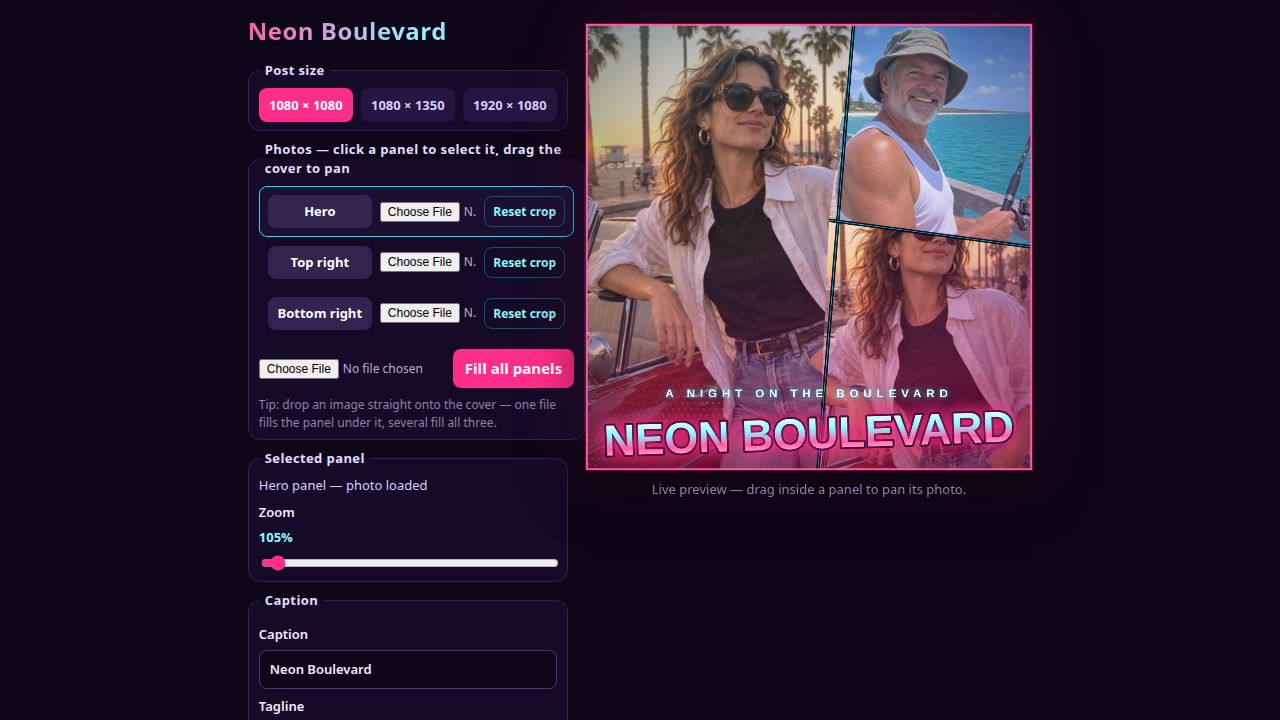 Neon Boulevard
Post size
1080 × 1080
1080 × 1350
1920 × 1080
Photos — click a panel to select it, drag the
cover to pan
Hero
Choose File N.
Reset crop
Top right
Choose File N.
Reset crop
Bottom right
Choose File N.
Reset crop
Choose File No file chosen
Fill all panels
Tip: drop an image straight onto the cover — one file
fills the panel under it, several fill all three.
Selected panel
Hero panel — photo loaded
Zoom
105%
Caption
Caption
Neon Boulevard
Tagline
A NIGHT ON THE BOULEVARD
NEON BOULEVARD
Live preview — drag inside a panel to pan its photo.